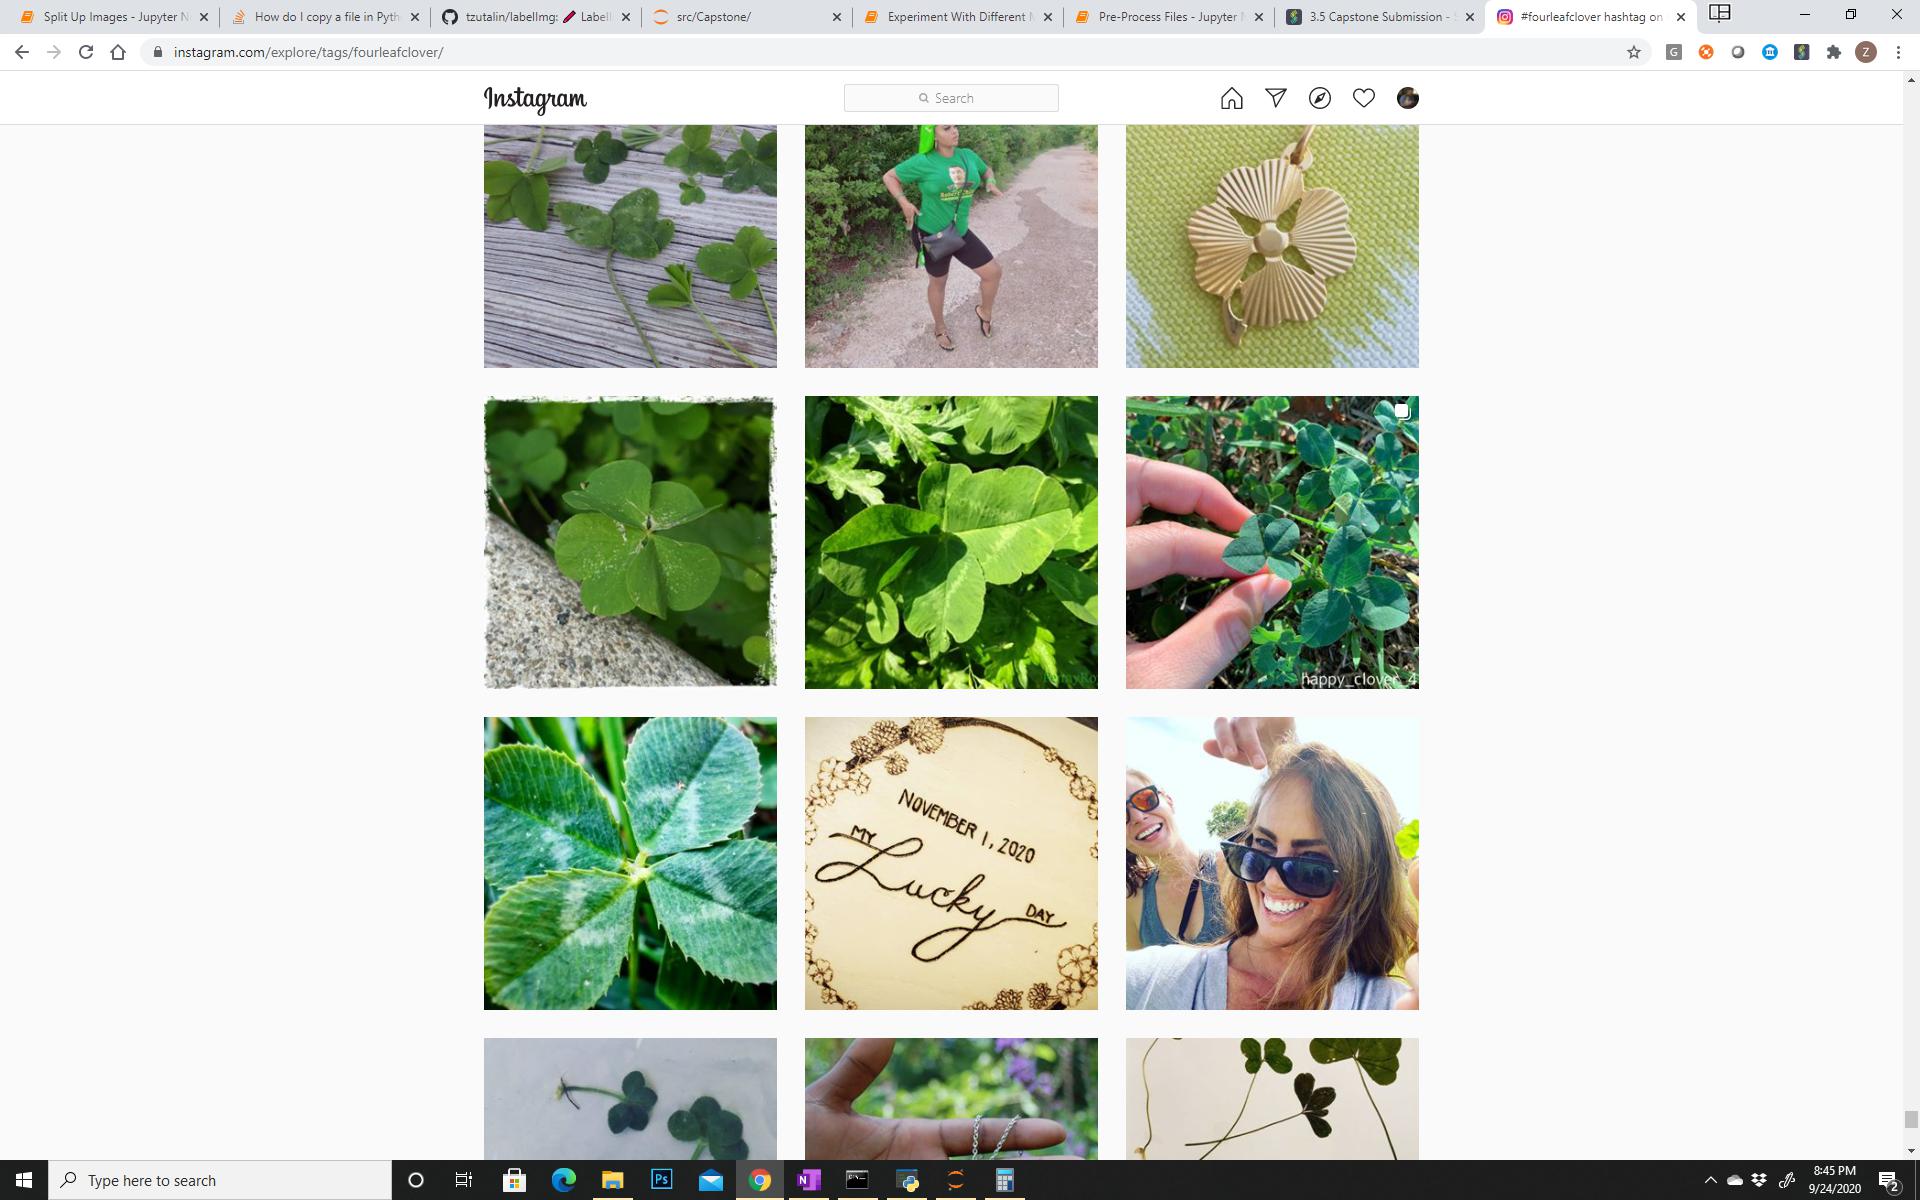 Split Up Images - Jupyter N
How do I copy a file in Pyth
tzutalin/labelImg: Labell
src/Capstone/
Experiment With Different M
Pre-Process Files - Jupyter N
3.5 Capstone Submission - S
#fourleafclover hashtag on
instagram.com/explore/tags/fourleafclover/
G
Z
Instagram
Search
happy_clover_4
NOVEMBER 1, 2020
MY
Lucky
DAY
Type here to search
Ps
N
8:45 PM
9/24/2020
2